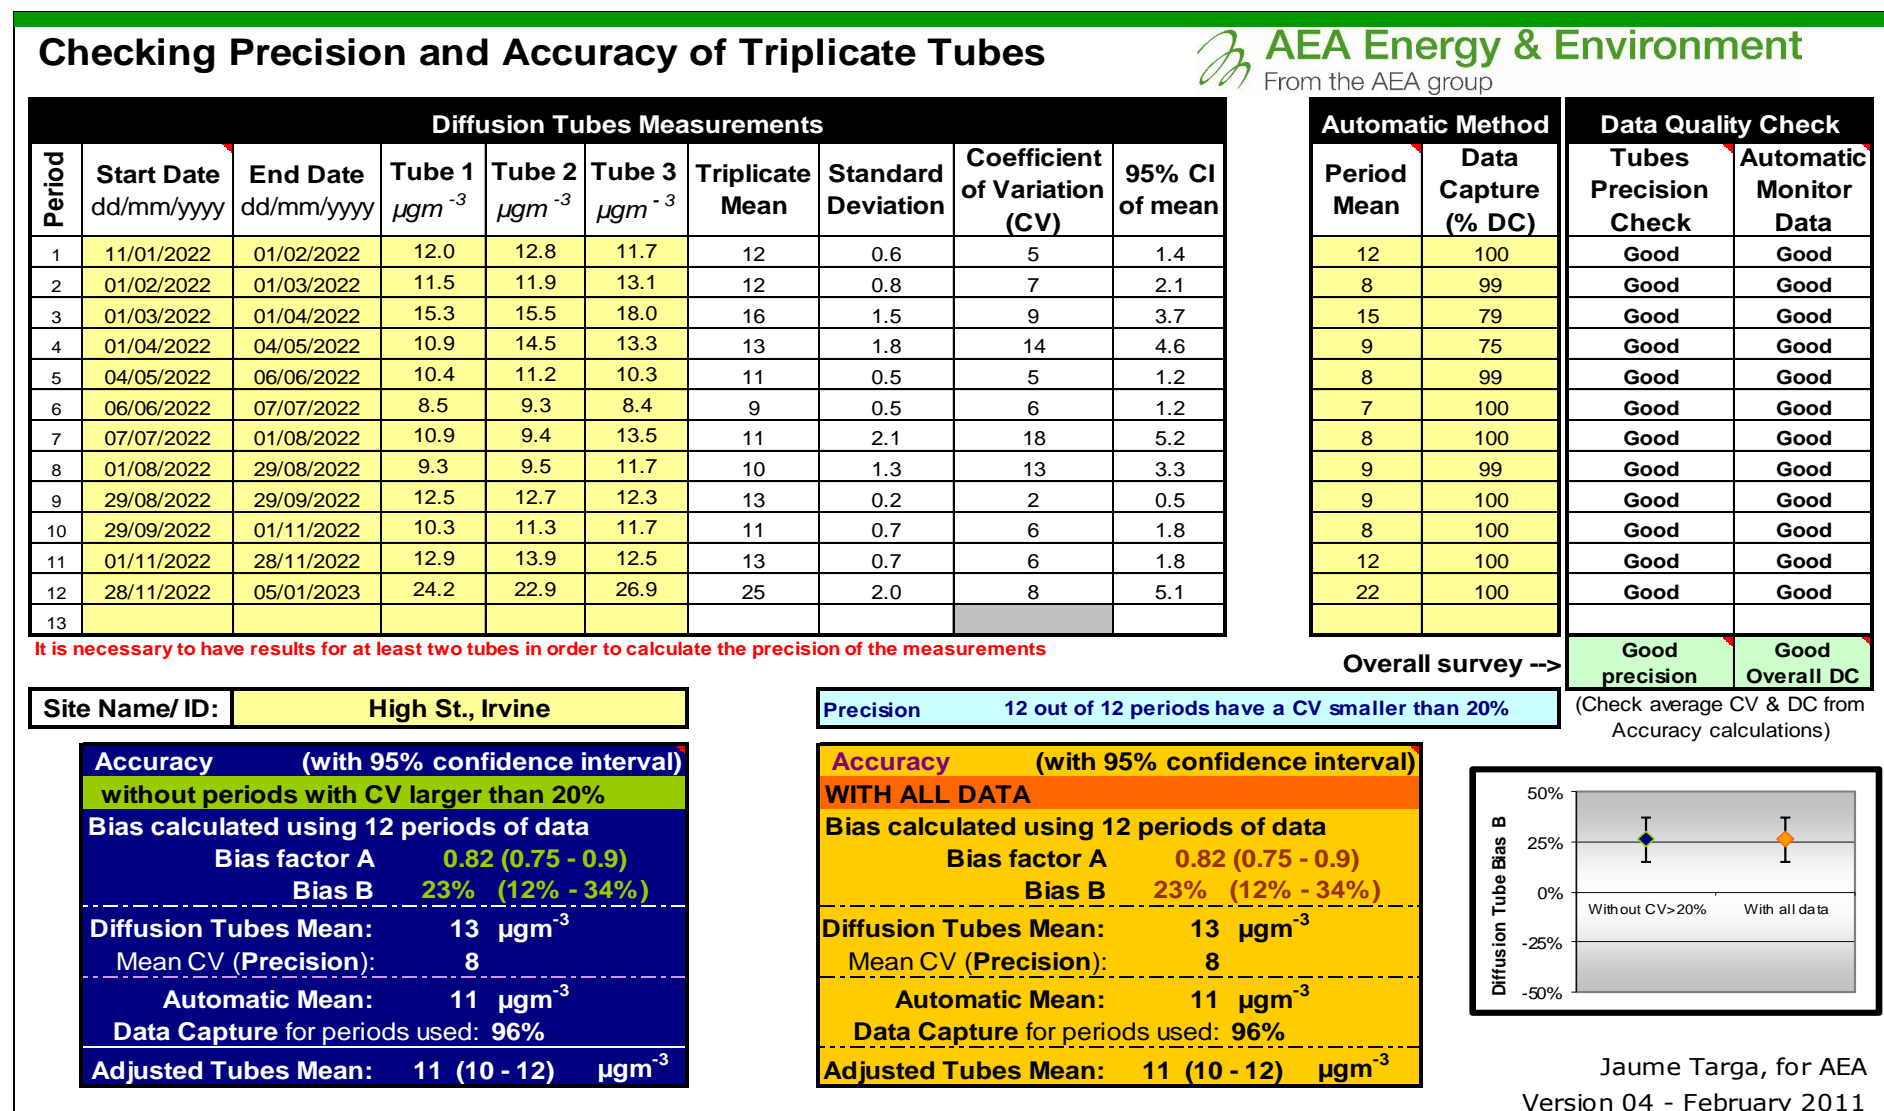 Checking Precision and Accuracy of Triplicate Tubes
AEA Energy & Environment
From the AEA group
Diffusion Tubes Measurements
Automatic Method
Data Quality Check
Period
Start Date dd/mm/yyyy
End Date dd/mm/yyyy
Tube 1 µgm -3
Tube 2 µgm -3
Tube 3 µgm - 3
Triplicate Mean
Standard Deviation
Coefficient of Variation (CV)
95% CI of mean
Period Mean
Data Capture (% DC)
Tubes Precision Check
Automatic Monitor Data
1 11/01/2022 01/02/2022 12.0 12.8 11.7 12 0.6 5 1.4 12 100 Good Good
2 01/02/2022 01/03/2022 11.5 11.9 13.1 12 0.8 7 2.1 8 99 Good Good
3 01/03/2022 01/04/2022 15.3 15.5 18.0 16 1.5 9 3.7 15 79 Good Good
4 01/04/2022 04/05/2022 10.9 14.5 13.3 13 1.8 14 4.6 9 75 Good Good
5 04/05/2022 06/06/2022 10.4 11.2 10.3 11 0.5 5 1.2 8 99 Good Good
6 06/06/2022 07/07/2022 8.5 9.3 8.4 9 0.5 6 1.2 7 100 Good Good
7 07/07/2022 01/08/2022 10.9 9.4 13.5 11 2.1 18 5.2 8 100 Good Good
8 01/08/2022 29/08/2022 9.3 9.5 11.7 10 1.3 13 3.3 9 99 Good Good
9 29/08/2022 29/09/2022 12.5 12.7 12.3 13 0.2 2 0.5 9 100 Good Good
10 29/09/2022 01/11/2022 10.3 11.3 11.7 11 0.7 6 1.8 8 100 Good Good
11 01/11/2022 28/11/2022 12.9 13.9 12.5 13 0.7 6 1.8 12 100 Good Good
12 28/11/2022 05/01/2023 24.2 22.9 26.9 25 2.0 8 5.1 22 100 Good Good
13
It is necessary to have results for at least two tubes in order to calculate the precision of the measurements
Overall survey -->
Good precision
Good Overall DC
Site Name/ ID: High St., Irvine
Precision 12 out of 12 periods have a CV smaller than 20%
(Check average CV & DC from
Accuracy calculations)
Accuracy (with 95% confidence interval)
without periods with CV larger than 20%
Bias calculated using 12 periods of data
Bias factor A 0.82 (0.75 - 0.9)
Bias B 23% (12% - 34%)
Diffusion Tubes Mean: 13 µgm-3
Mean CV (Precision): 8
Automatic Mean: 11 µgm-3
Data Capture for periods used: 96%
Adjusted Tubes Mean: 11 (10 - 12) µgm-3
Accuracy (with 95% confidence interval)
WITH ALL DATA
Bias calculated using 12 periods of data
Bias factor A 0.82 (0.75 - 0.9)
Bias B 23% (12% - 34%)
Diffusion Tubes Mean: 13 µgm-3
Mean CV (Precision): 8
Automatic Mean: 11 µgm-3
Data Capture for periods used: 96%
Adjusted Tubes Mean: 11 (10 - 12) µgm-3
Diffusion Tube Bias B
50%
25%
0%
-25%
-50%
Without CV>20%
With all data
Jaume Targa, for AEA
Version 04 - February 2011